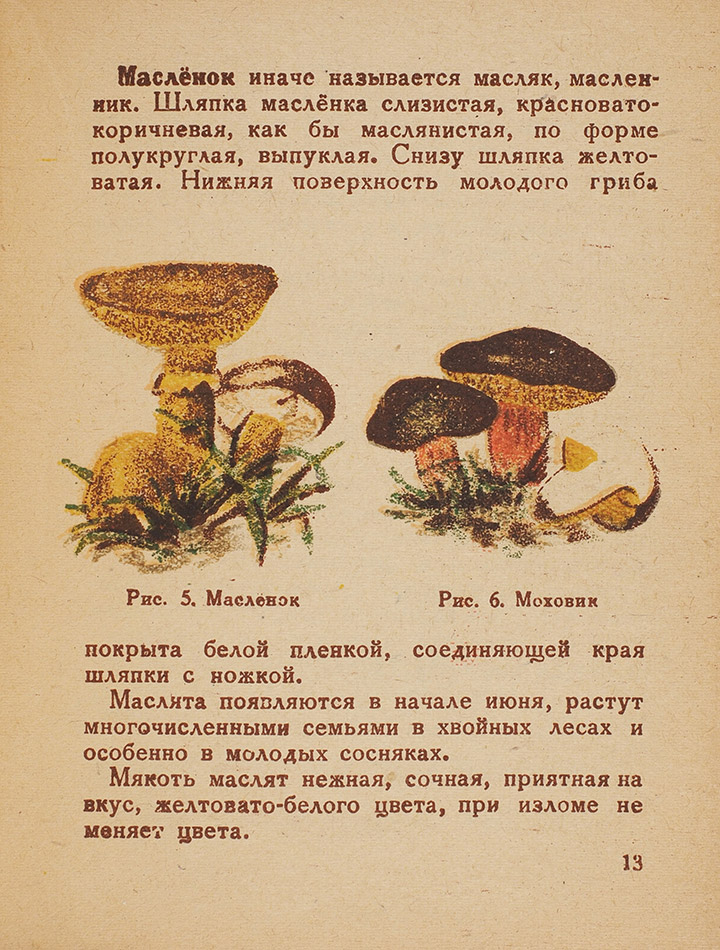 Маслёнок иначе называется масляк, маслен-
ник. Шляпка маслёнка слизистая, красновато-
коричневая, как бы маслянистая, по форме
полукруглая, выпуклая. Снизу шляпка желто-
ватая. Нижняя поверхность молодого гриба
Рис. 5. Маслёнок
Рис. 6. Моховик
покрыта белой пленкой, соединяющей края
шляпки с ножкой.
Маслята появляются в начале июня, растут
многочисленными семьями в хвойных лесах и
особенно в молодых сосняках.
Мякоть маслят нежная, сочная, приятная на
вкус, желтовато-белого цвета, при изломе не
меняет цвета.
13